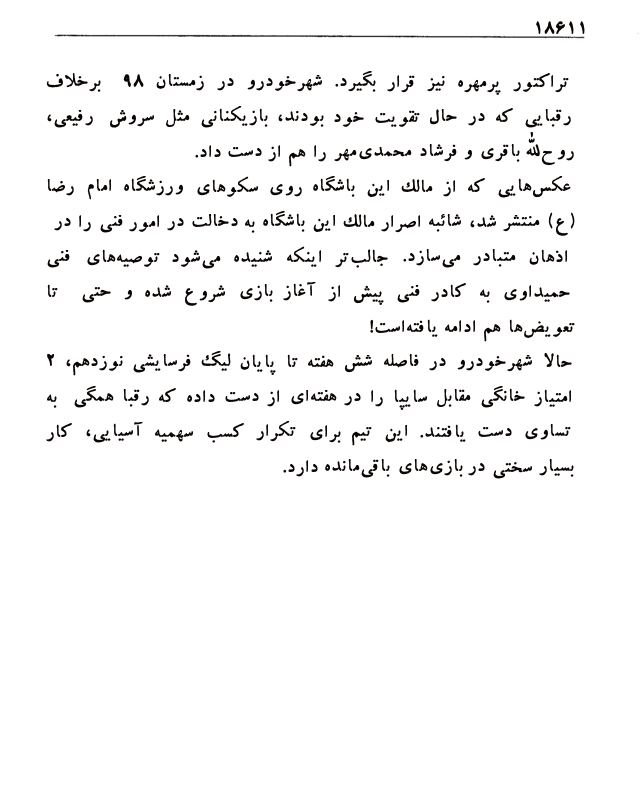 ۱۸۶۱۱
تراکتور پرمهره نیز قرار بگیرد. شهرخودرو در زمستان ۹۸ برخلاف
رقبایی که در حال تقویت خود بودند، بازیکنانی مثل سروش رفیعی،
روح‌الله باقری و فرشاد محمدی‌مهر را هم از دست داد.
عکس‌هایی که از مالک این باشگاه روی سکوهای ورزشگاه امام رضا
(ع) منتشر شد، شائبه اصرار مالک این باشگاه به دخالت در امور فنی را در
اذهان متبادر می‌سازد. جالب‌تر اینکه شنیده می‌شود توصیه‌های فنی
حمیداوی به کادر فنی پیش از آغاز بازی شروع شده و حتی تا
تعویض‌ها هم ادامه یافته‌است!
حالا شهرخودرو در فاصله شش هفته تا پایان لیگ فرسایشی نوزدهم، ۲
امتیاز خانگی مقابل سایپا را در هفته‌ای از دست داده که رقبا همگی به
تساوی دست یافتند. این تیم برای تکرار کسب سهمیه آسیایی، کار
بسیار سختی در بازی‌های باقی‌مانده دارد.